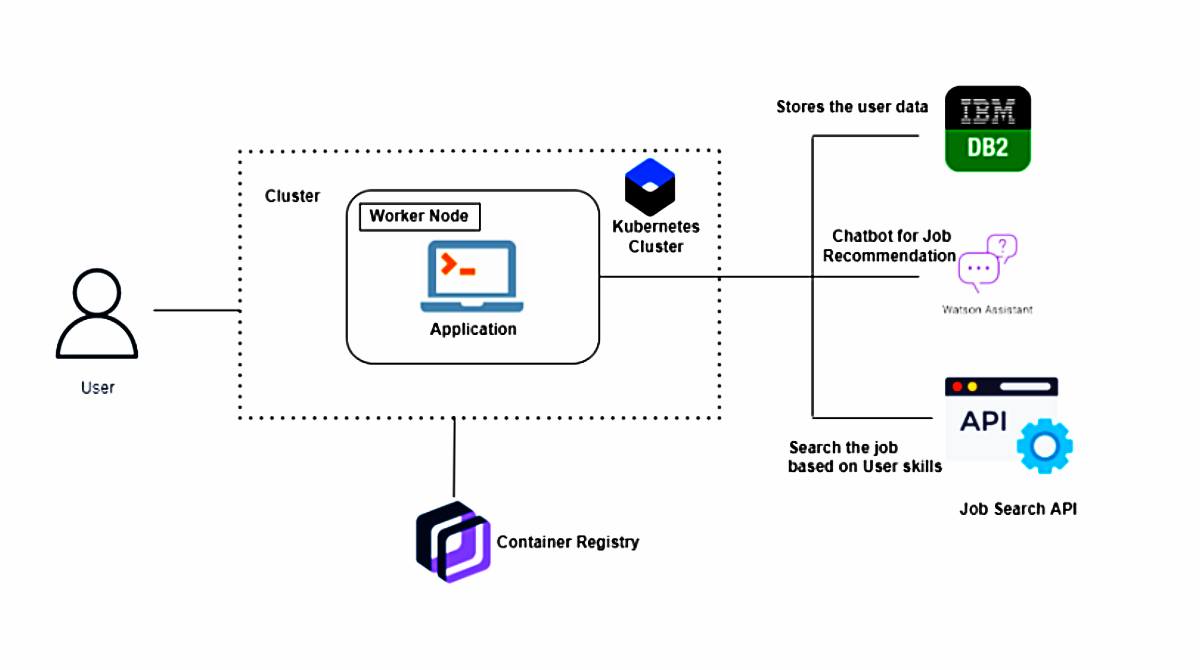 Stores the user data
IBM
DB2
Cluster
Worker Node
Kubernetes
Cluster
Application
Chatbot for Job
Recommendation
?
Watson Assistant
User
API
Search the job
based on User skills
Job Search API
Container Registry